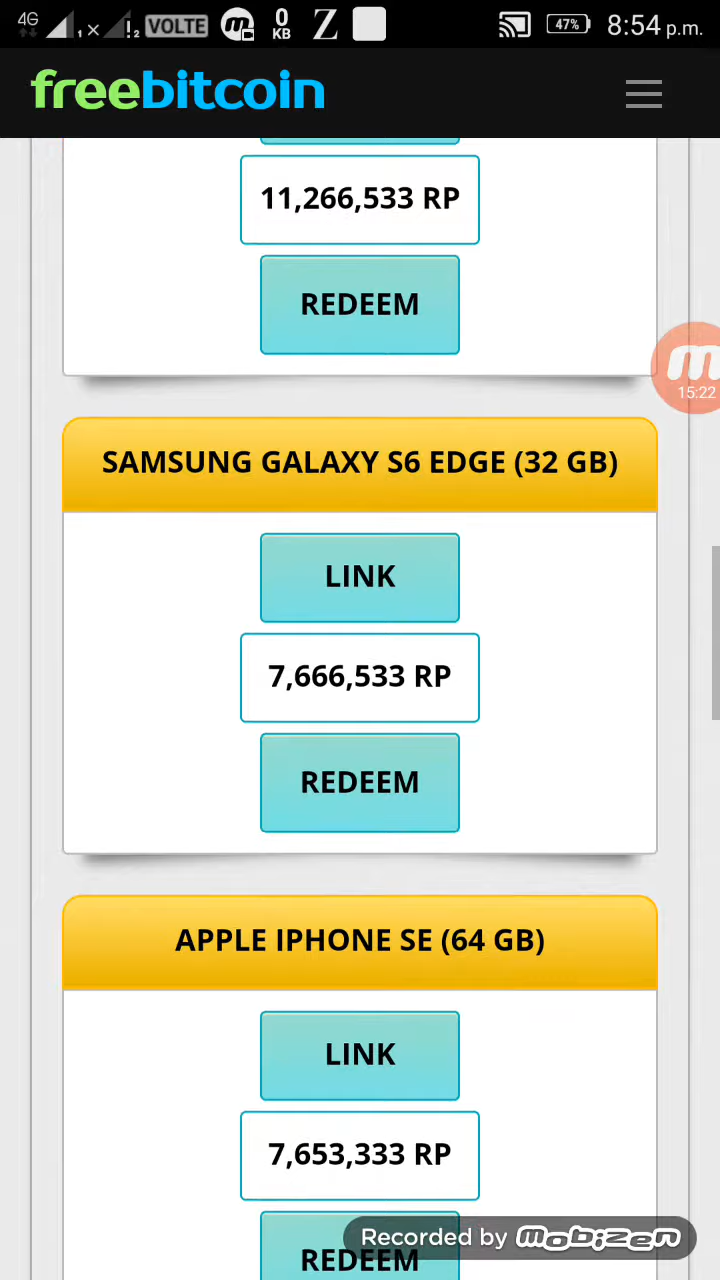 4G 1 x ! 2 VOLTE m 0 KB Z 47% 8:54 p.m.
freebitcoin
11,266,533 RP
REDEEM
m
15:22
SAMSUNG GALAXY S6 EDGE (32 GB)
LINK
7,666,533 RP
REDEEM
APPLE IPHONE SE (64 GB)
LINK
7,653,333 RP
Recorded by mobizen
REDEEM